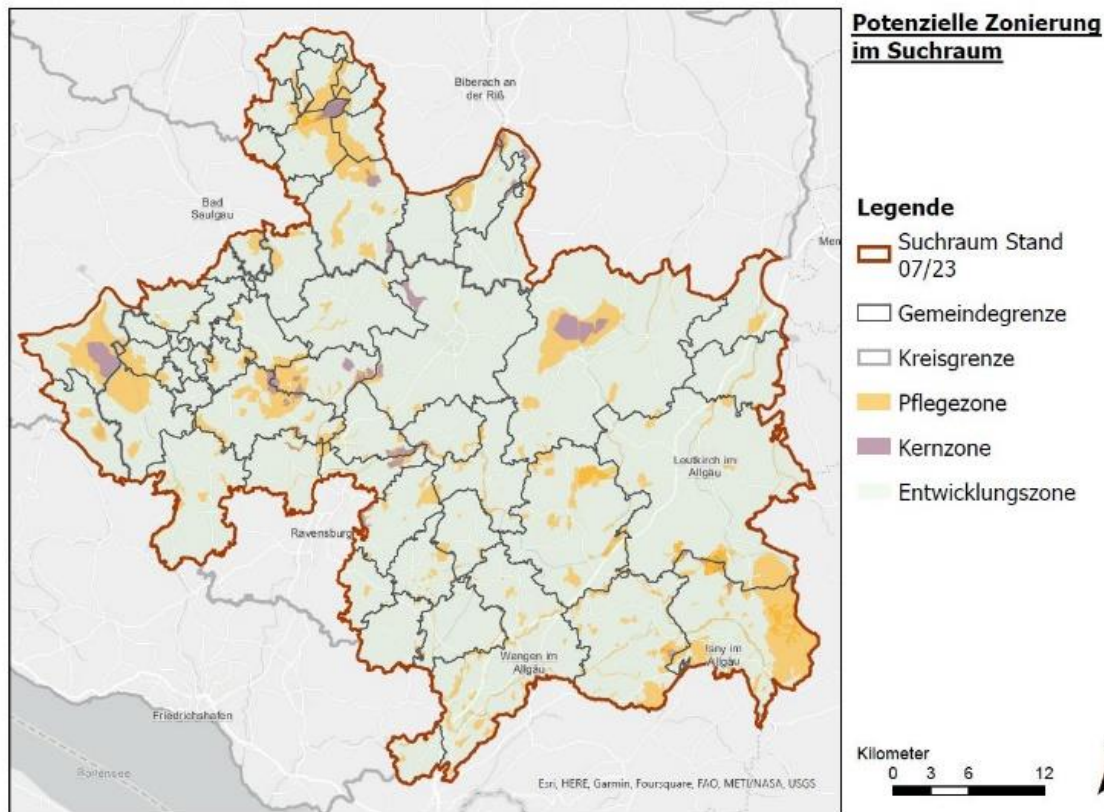 Potenzielle Zonierung
im Suchraum
Biberach an
der Riß
Bad
Saulgau
Legende
Suchraum Stand
07/23
Gemeindegrenze
Kreisgrenze
Pflegezone
Kernzone
Entwicklungszone
Leutkirch im
Allgäu
Ravensburg
Wangen im
Allgäu
Isny im
Allgäu
Friedrichshafen
Bodensee
Esri, HERE, Garmin, Foursquare, FAO, METI/NASA, USGS
Kilometer
0 3 6 12